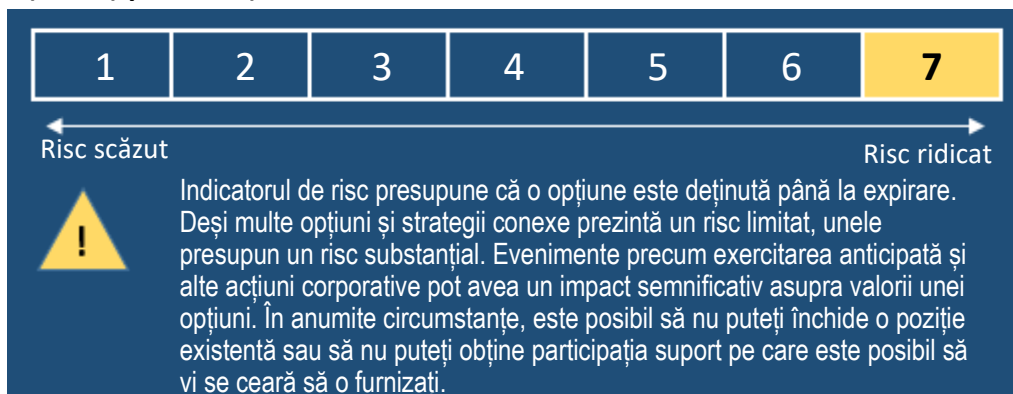 1 2 3 4 5 6 7
Risc scăzut Risc ridicat
!
Indicatorul de risc presupune că o opțiune este deținută până la expirare.
Deși multe opțiuni și strategii conexe prezintă un risc limitat, unele
presupun un risc substanțial. Evenimente precum exercitarea anticipată și
alte acțiuni corporative pot avea un impact semnificativ asupra valorii unei
opțiuni. În anumite circumstanțe, este posibil să nu puteți închide o poziție
existentă sau să nu puteți obține participația suport pe care este posibil să
vi se ceară să o furnizați.